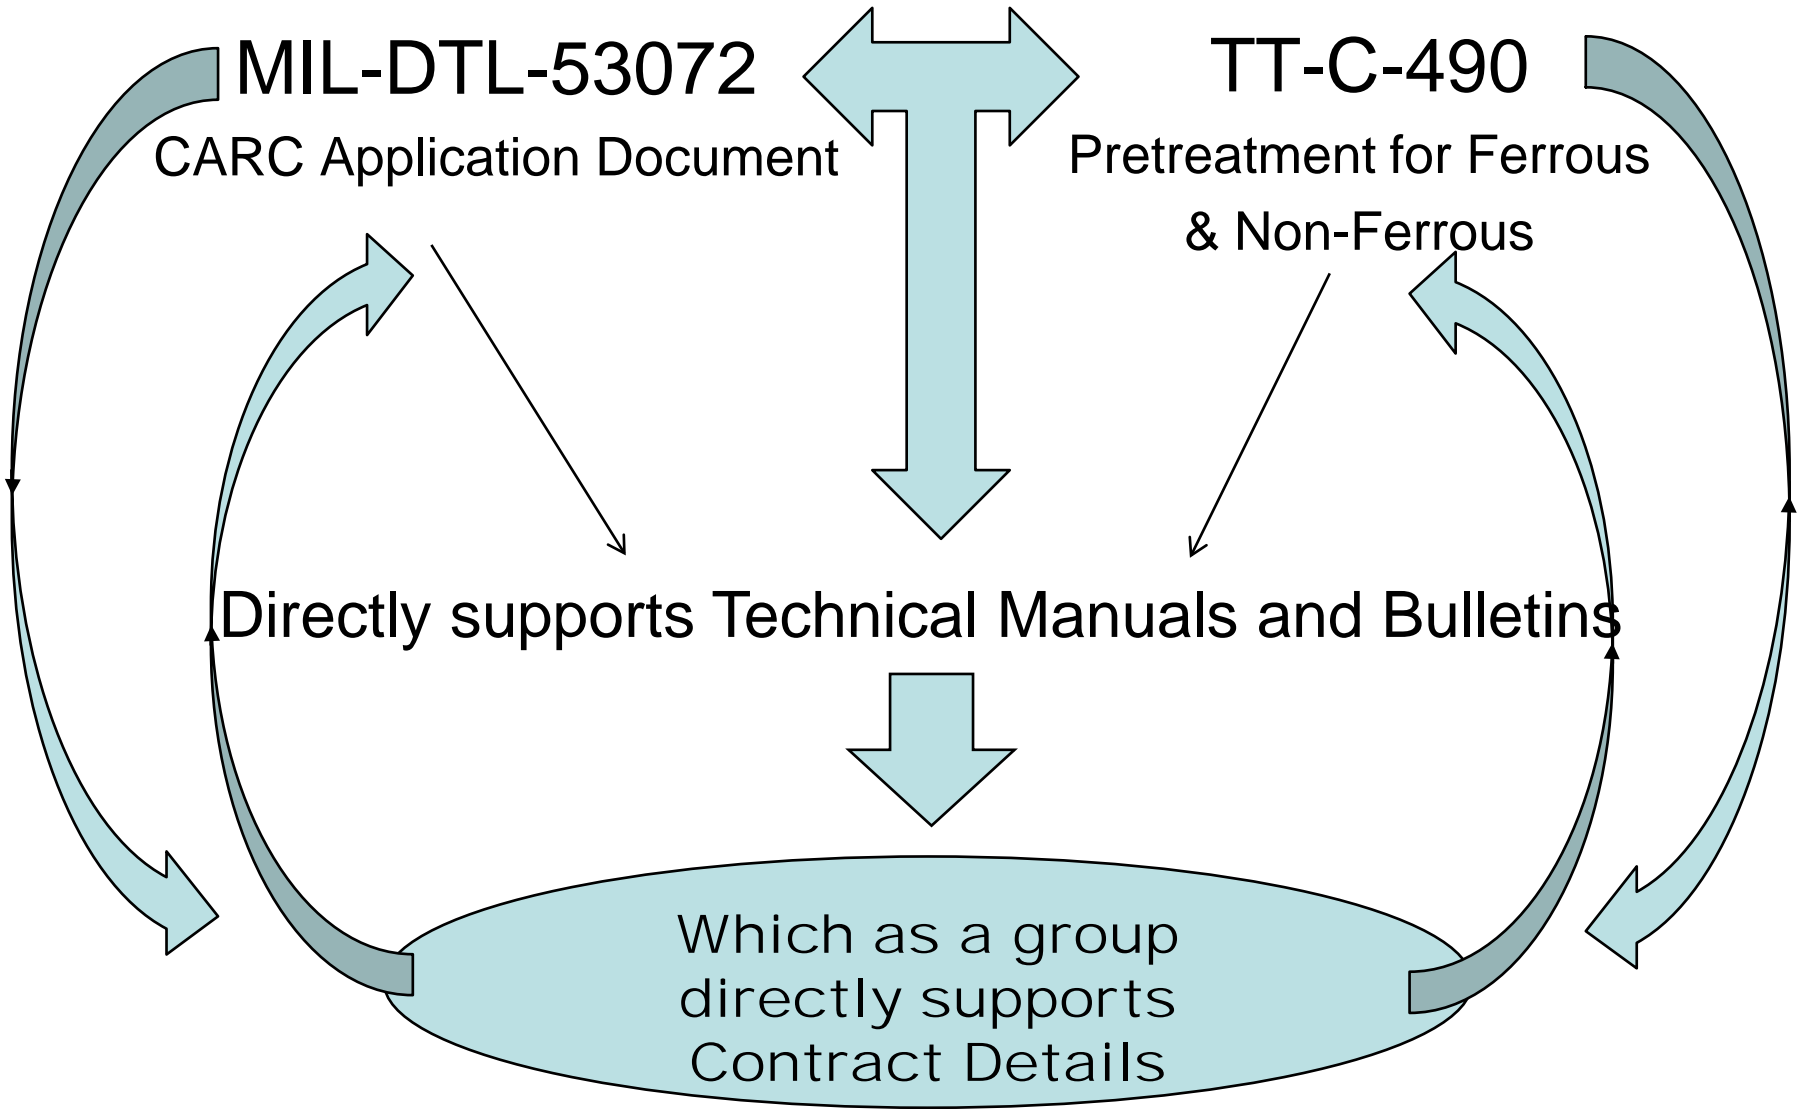 MIL-DTL-53072
TT-C-490
CARC Application Document
Pretreatment for Ferrous
& Non-Ferrous
Directly supports Technical Manuals and Bulletins
Which as a group
directly supports
Contract Details